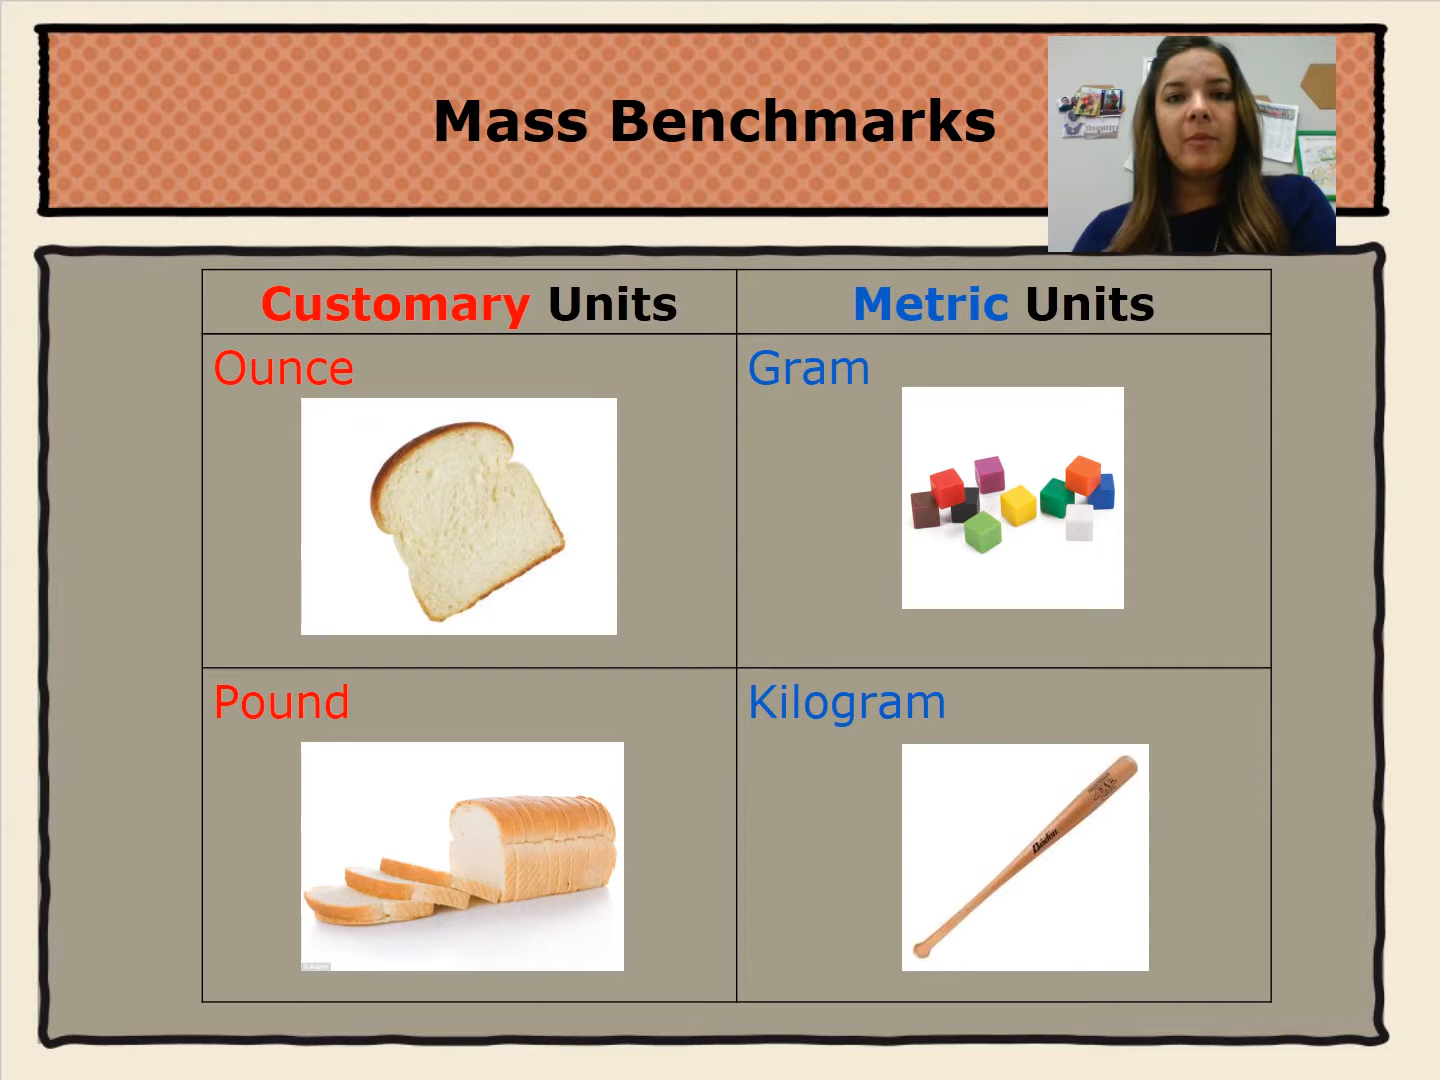 Mass Benchmarks
Customary Units
Metric Units
Ounce
Gram
Pound
Kilogram